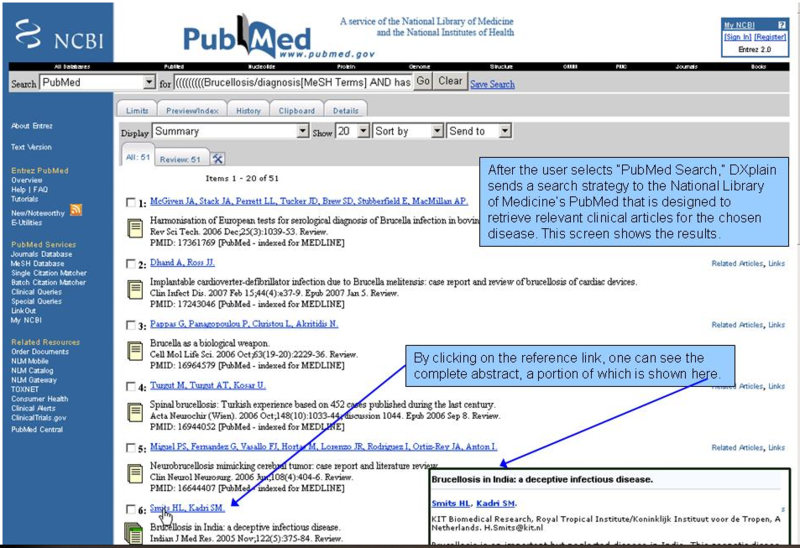 NCBI
PubMed
www.pubmed.gov
A service of the National Library of Medicine
and the National Institutes of Health
My NCBI ?
[Sign In] [Register]
Entrez 2.0
All Databases PubMed Nucleotide Protein Genome Structure OMIM PMC Journals Books
Search PubMed for (((((((((Brucellosis/diagnosis[MeSH Terms] AND has Go Clear Save Search
Limits Preview/Index History Clipboard Details
Display Summary Show 20 Sort by Send to
All: 51 Review: 51
Items 1 - 20 of 51
About Entrez
Text Version
Entrez PubMed
Overview
Help | FAQ
Tutorials
New/Noteworthy
E-Utilities
PubMed Services
Journals Database
MeSH Database
Single Citation Matcher
Batch Citation Matcher
Clinical Queries
Special Queries
LinkOut
My NCBI
Related Resources
Order Documents
NLM Mobile
NLM Catalog
NLM Gateway
TOXNET
Consumer Health
Clinical Alerts
ClinicalTrials.gov
PubMed Central
1: McGiven JA, Stack JA, Perrett LL, Tucker JD, Brew SD, Stubberfield E, MacMillan AP.
Harmonisation of European tests for serological diagnosis of Brucella infection in bovin
Rev Sci Tech. 2006 Dec;25(3):1039-53. Review.
PMID: 17361769 [PubMed - indexed for MEDLINE]
After the user selects "PubMed Search," DXplain
sends a search strategy to the National Library
of Medicine's PubMed that is designed to
retrieve relevant clinical articles for the chosen
disease. This screen shows the results.
2: Dhand A, Ross JJ. Related Articles, Links
Implantable cardioverter-defibrillator infection due to Brucella melitensis: case report and review of brucellosis of cardiac devices.
Clin Infect Dis. 2007 Feb 15;44(4):e37-9. Epub 2007 Jan 5. Review.
PMID: 17243046 [PubMed - indexed for MEDLINE]
3: Pappas G, Panagopoulou P, Christou L, Akritidis N. Related Articles, Links
Brucella as a biological weapon.
Cell Mol Life Sci. 2006 Oct;63(19-20):2229-36. Review.
PMID: 16964579 [PubMed - indexed for MEDLINE]
By clicking on the reference link, one can see the
complete abstract, a portion of which is shown here.
4: Turgut M, Turgut AT, Kosar U. Related Articles, Links
Spinal brucellosis: Turkish experience based on 452 cases published during the last century.
Acta Neurochir (Wien). 2006 Oct;148(10):1033-44; discussion 1044. Epub 2006 Sep 8. Review.
PMID: 16944052 [PubMed - indexed for MEDLINE]
5: Miguel PS, Fernandez G, Vasallo FJ, Hortas M, Lorenzo JR, Rodriguez I, Ortiz-Rey JA, Anton I. Related Articles, Links
Neurobrucellosis mimicking cerebral tumor: case report and literature review.
Clin Neurol Neurosurg. 2006 Jun;108(4):404-6. Review.
PMID: 16644407 [PubMed - indexed for MEDLINE]
6: Smits HL, Kadri SM.
Brucellosis in India: a deceptive infectious disease.
Indian J Med Res. 2005 Nov;122(5):375-84. Review.
Brucellosis in India: a deceptive infectious disease.
Smits HL, Kadri SM.
KIT Biomedical Research, Royal Tropical Institute/Koninklijk Instituut voor de Tropen, A
Netherlands. H.Smits@kit.nl